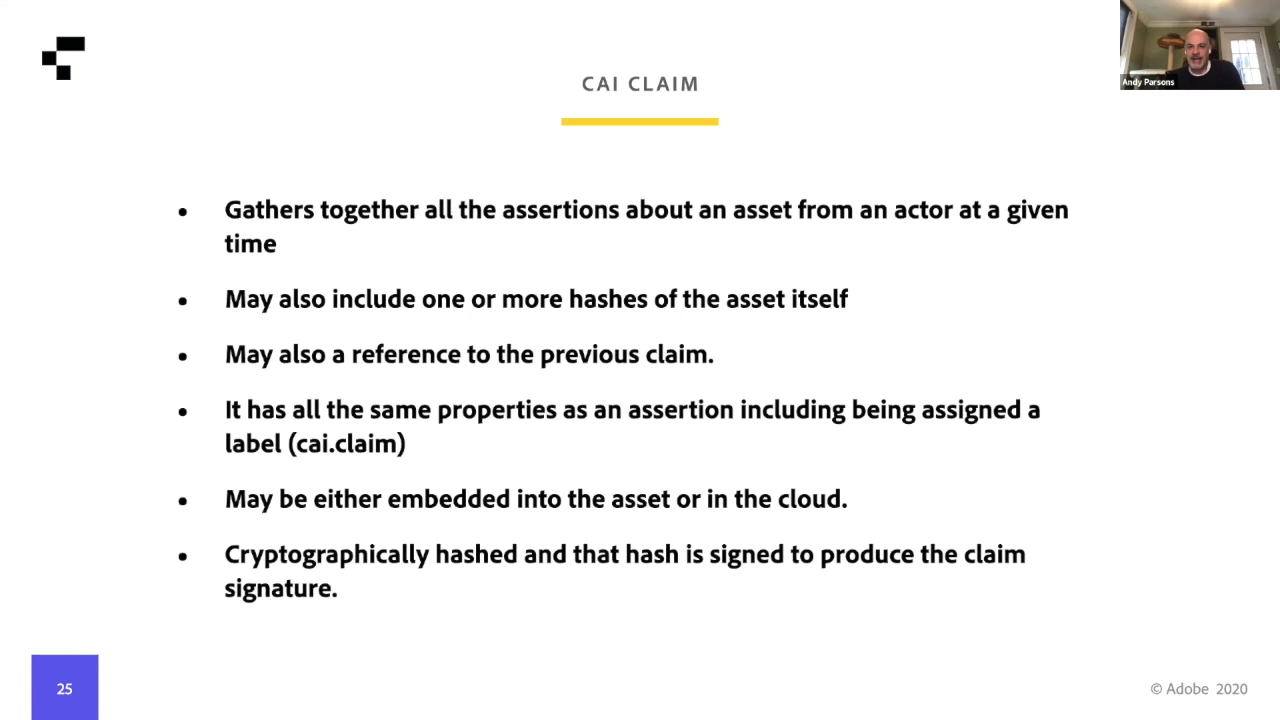 CAI CLAIM
Andy Parsons
• Gathers together all the assertions about an asset from an actor at a given
time
• May also include one or more hashes of the asset itself
• May also a reference to the previous claim.
• It has all the same properties as an assertion including being assigned a
label (cai.claim)
• May be either embedded into the asset or in the cloud.
• Cryptographically hashed and that hash is signed to produce the claim
signature.
25
© Adobe 2020